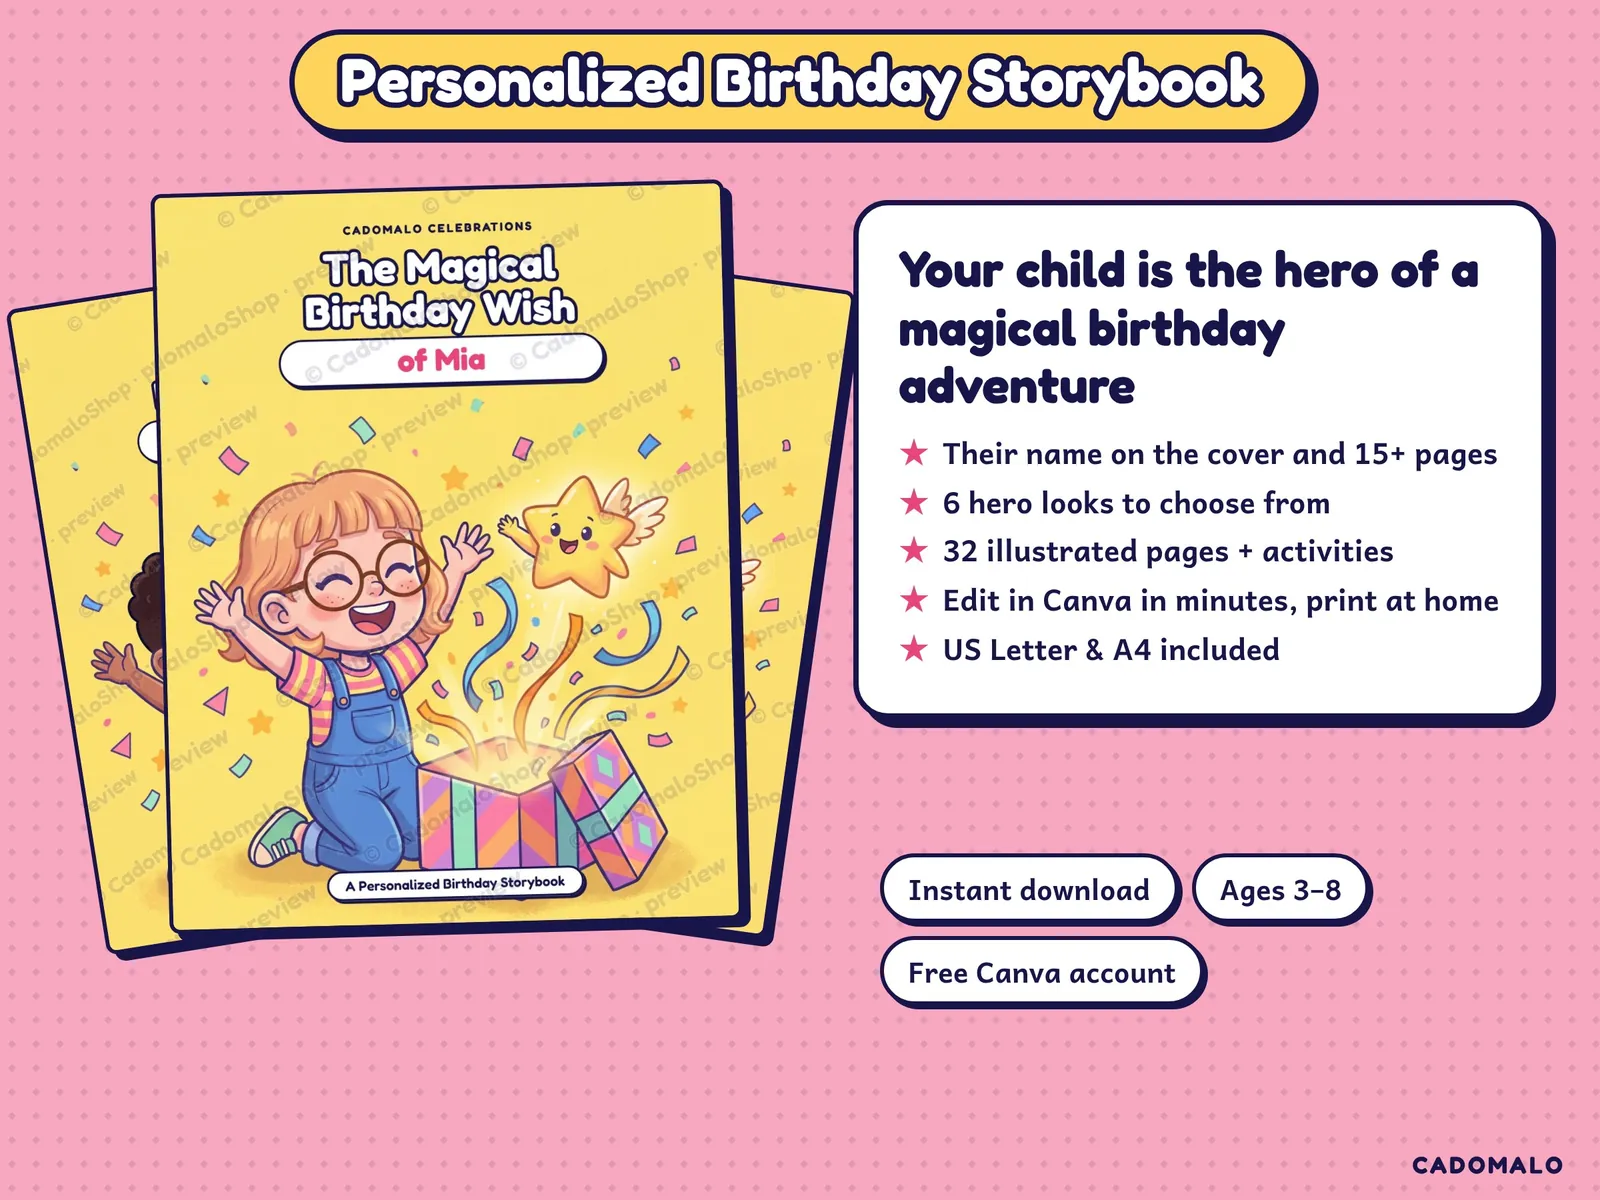 Personalized Birthday Storybook
CADOMALO CELEBRATIONS
The Magical
Birthday Wish
of Mia
A Personalized Birthday Storybook
© CadomaloShop · preview
Your child is the hero of a
magical birthday
adventure
★ Their name on the cover and 15+ pages
★ 6 hero looks to choose from
★ 32 illustrated pages + activities
★ Edit in Canva in minutes, print at home
★ US Letter & A4 included
Instant download
Ages 3–8
Free Canva account
CADOMALO